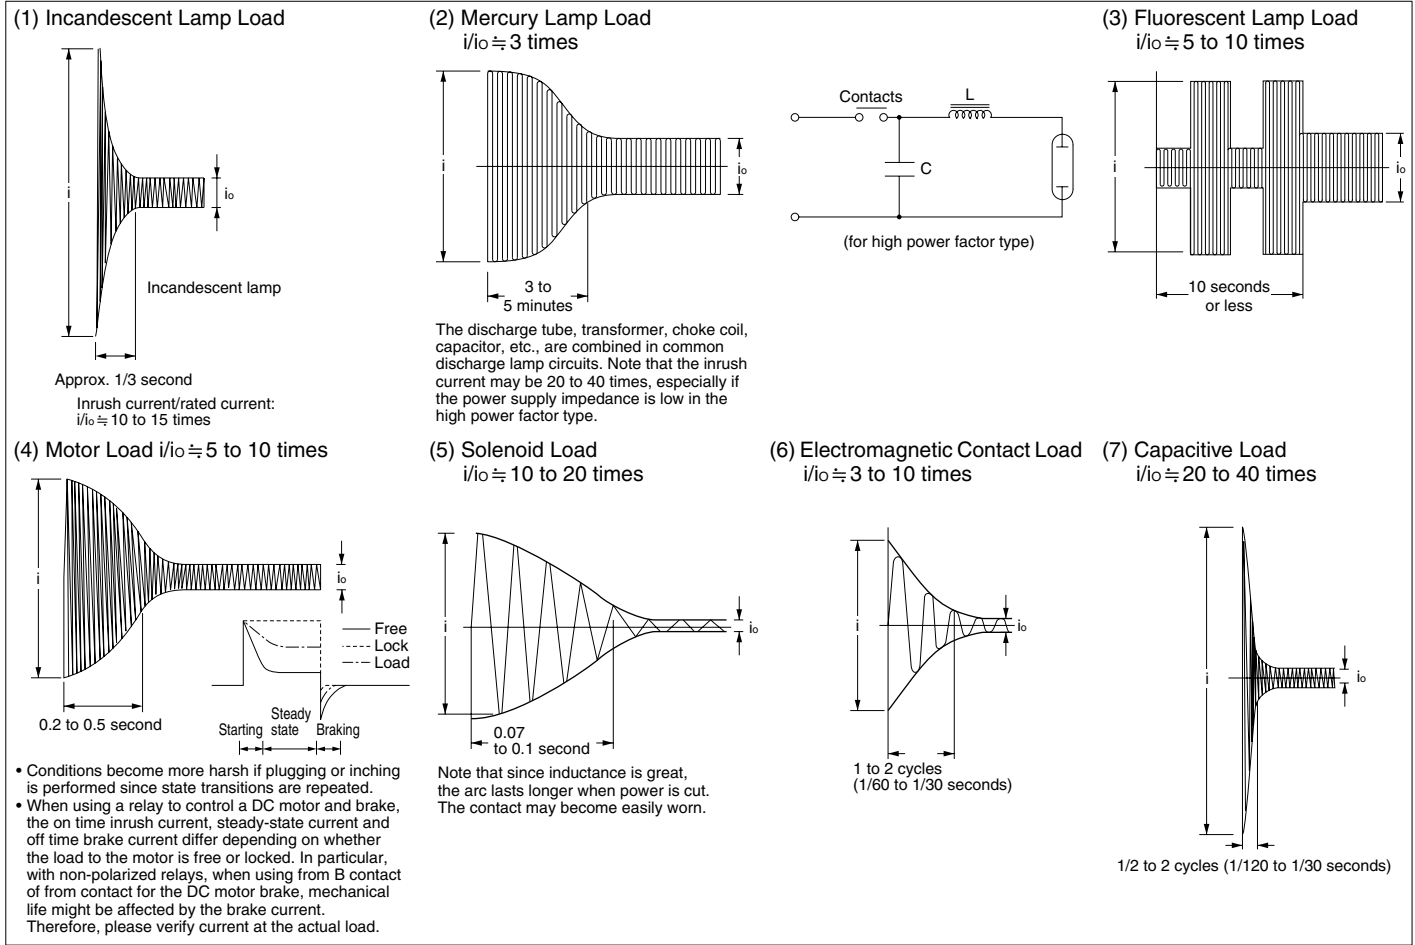 (1) Incandescent Lamp Load
i
io
Incandescent lamp
Approx. 1/3 second
Inrush current/rated current:
i/io≒10 to 15 times
(2) Mercury Lamp Load
i/io≒3 times
i
io
3 to
5 minutes
Contacts
L
C
(for high power factor type)
The discharge tube, transformer, choke coil,
capacitor, etc., are combined in common
discharge lamp circuits. Note that the inrush
current may be 20 to 40 times, especially if
the power supply impedance is low in the
high power factor type.
(3) Fluorescent Lamp Load
i/io≒5 to 10 times
i
io
10 seconds
or less
(4) Motor Load i/io≒5 to 10 times
i
io
Free
Lock
Load
0.2 to 0.5 second
Steady
Starting state Braking
• Conditions become more harsh if plugging or inching
is performed since state transitions are repeated.
• When using a relay to control a DC motor and brake,
the on time inrush current, steady-state current and
off time brake current differ depending on whether
the load to the motor is free or locked. In particular,
with non-polarized relays, when using from B contact
of from contact for the DC motor brake, mechanical
life might be affected by the brake current.
Therefore, please verify current at the actual load.
(5) Solenoid Load
i/io≒10 to 20 times
i
io
0.07
to 0.1 second
Note that since inductance is great,
the arc lasts longer when power is cut.
The contact may become easily worn.
(6) Electromagnetic Contact Load
i/io≒3 to 10 times
i
io
1 to 2 cycles
(1/60 to 1/30 seconds)
(7) Capacitive Load
i/io≒20 to 40 times
i
io
1/2 to 2 cycles (1/120 to 1/30 seconds)